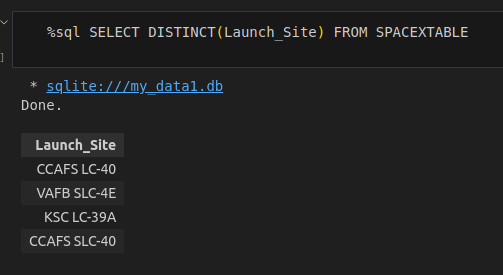 %sql SELECT DISTINCT(Launch_Site) FROM SPACEXTABLE
]
* sqlite:///my_data1.db
Done.
Launch_Site
CCAFS LC-40
VAFB SLC-4E
KSC LC-39A
CCAFS SLC-40